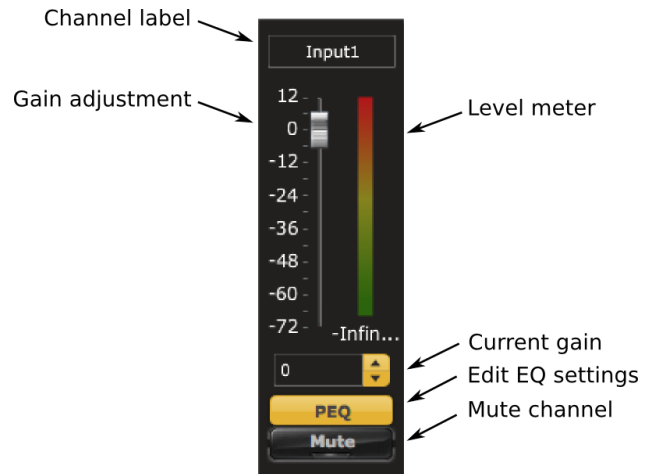 Channel label
Input1
Gain adjustment
12
0
-12
-24
-36
-48
-60
-72
Level meter
-Infin...
0
Current gain
PEQ
Edit EQ settings
Mute
Mute channel